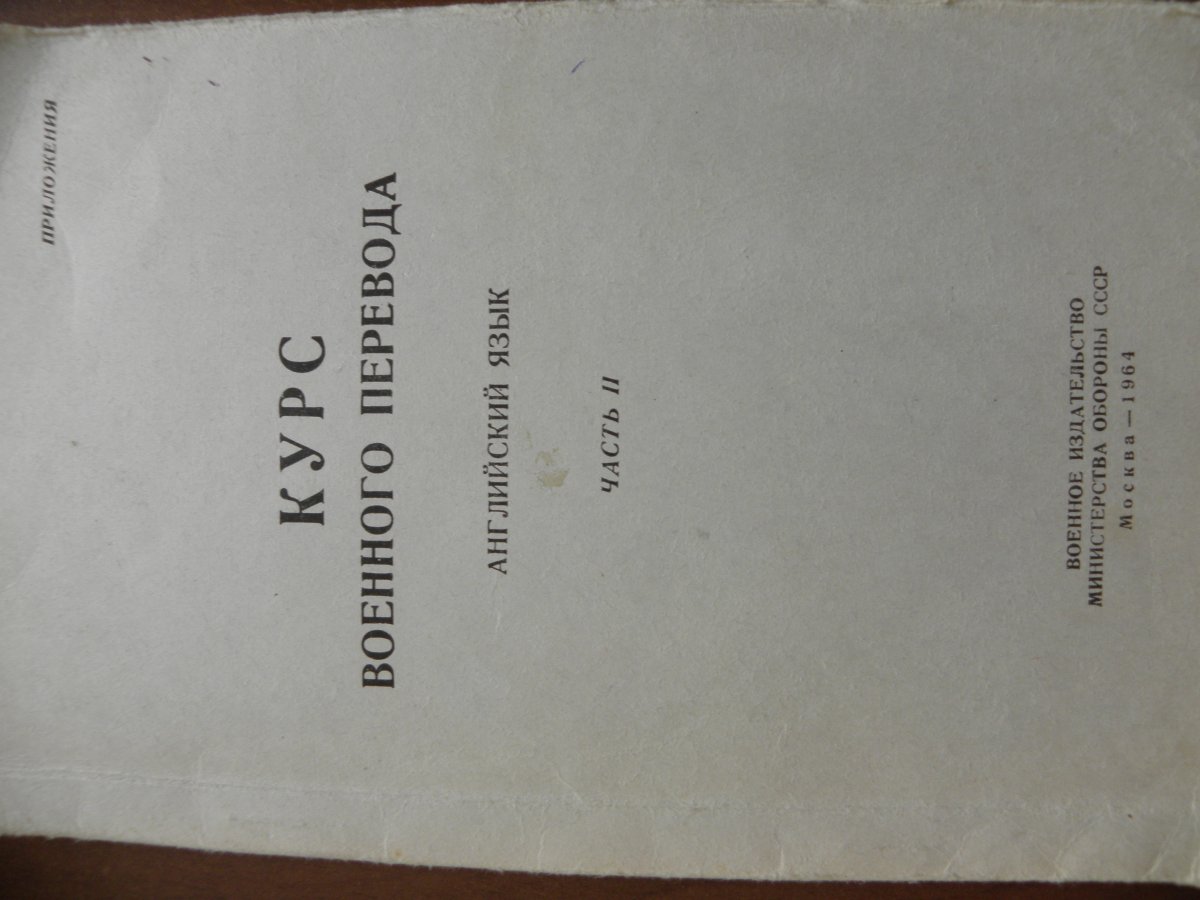 ПРИЛОЖЕНИЯ
КУРС
ВОЕННОГО ПЕРЕВОДА
АНГЛИЙСКИЙ ЯЗЫК
ЧАСТЬ II
ВОЕННОЕ ИЗДАТЕЛЬСТВО
МИНИСТЕРСТВА ОБОРОНЫ СССР
Москва — 1964